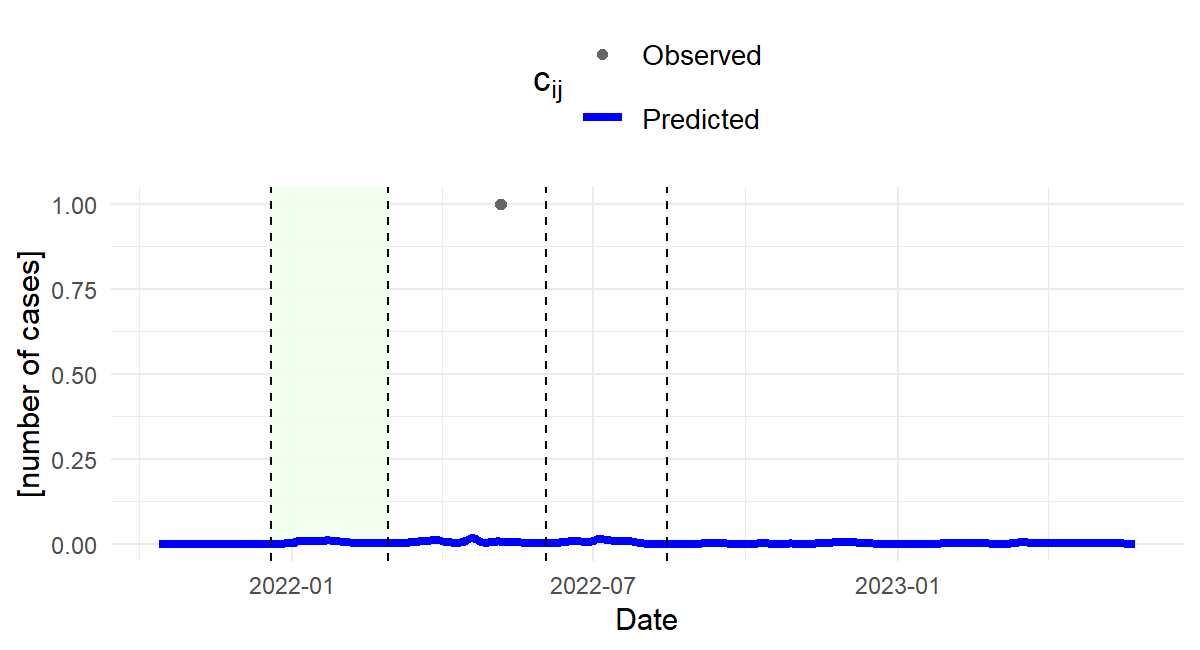 Observed
cij
Predicted
1.00
0.75
0.50
0.25
0.00
[number of cases]
2022-01 2022-07 2023-01
Date